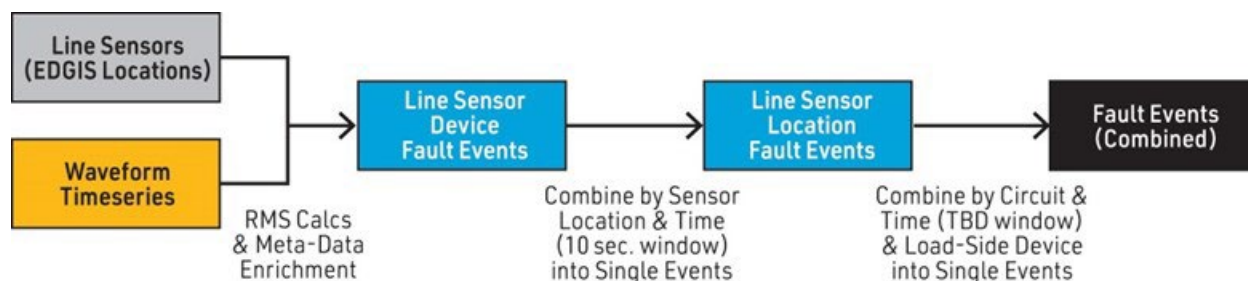 Line Sensors
(EDGIS Locations)
Waveform
Timeseries
RMS Calcs
& Meta-Data
Enrichment
Line Sensor
Device
Fault Events
Combine by Sensor
Location & Time
(10 sec. window)
into Single Events
Line Sensor
Location
Fault Events
Combine by Circuit &
Time (TBD window)
& Load-Side Device
into Single Events
Fault Events
(Combined)